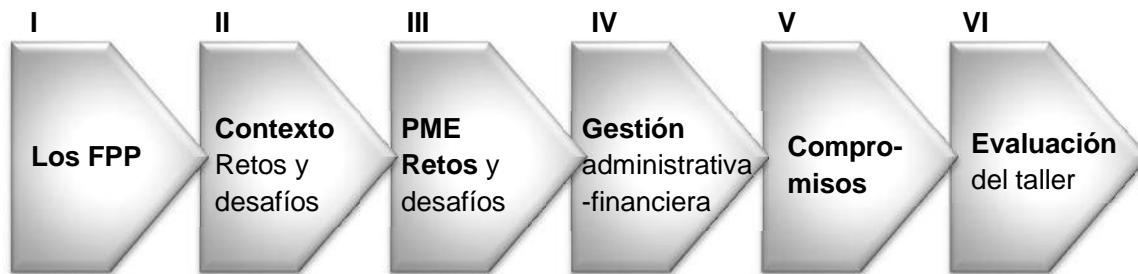 I II III IV V VI
Los FPP
Contexto
Retos y
desafíos
PME
Retos y
desafíos
Gestión
administrativa
-financiera
Compro-
misos
Evaluación
del taller